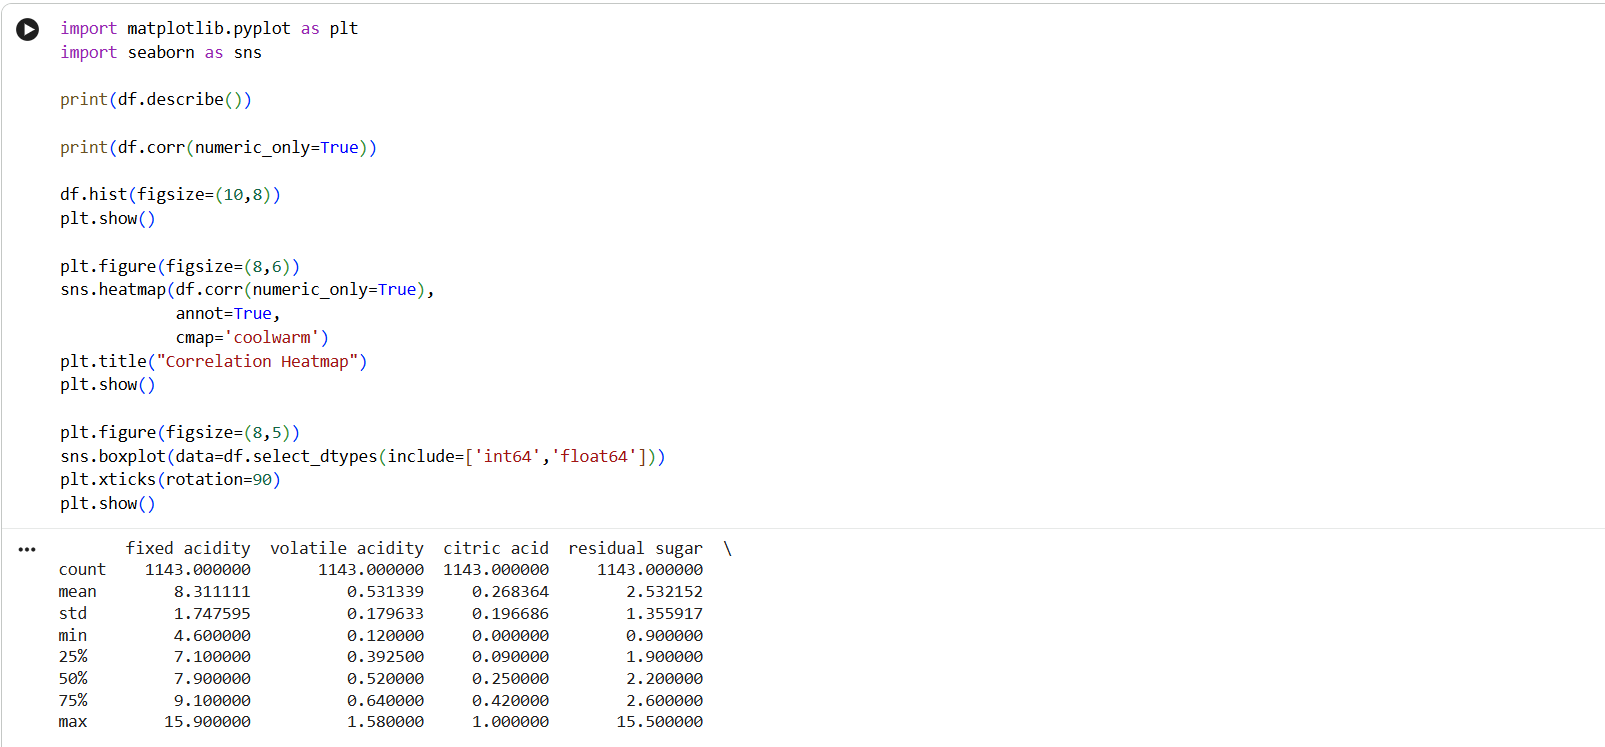 import matplotlib.pyplot as plt
import seaborn as sns
print(df.describe())
print(df.corr(numeric_only=True))
df.hist(figsize=(10,8))
plt.show()
plt.figure(figsize=(8,6))
sns.heatmap(df.corr(numeric_only=True),
            annot=True,
            cmap='coolwarm')
plt.title("Correlation Heatmap")
plt.show()
plt.figure(figsize=(8,5))
sns.boxplot(data=df.select_dtypes(include=['int64','float64']))
plt.xticks(rotation=90)
plt.show()
       fixed acidity  volatile acidity  citric acid  residual sugar  \
count    1143.000000       1143.000000  1143.000000     1143.000000
mean        8.311111          0.531339     0.268364        2.532152
std         1.747595          0.179633     0.196686        1.355917
min         4.600000          0.120000     0.000000        0.900000
25%         7.100000          0.392500     0.090000        1.900000
50%         7.900000          0.520000     0.250000        2.200000
75%         9.100000          0.640000     0.420000        2.600000
max        15.900000          1.580000     1.000000       15.500000